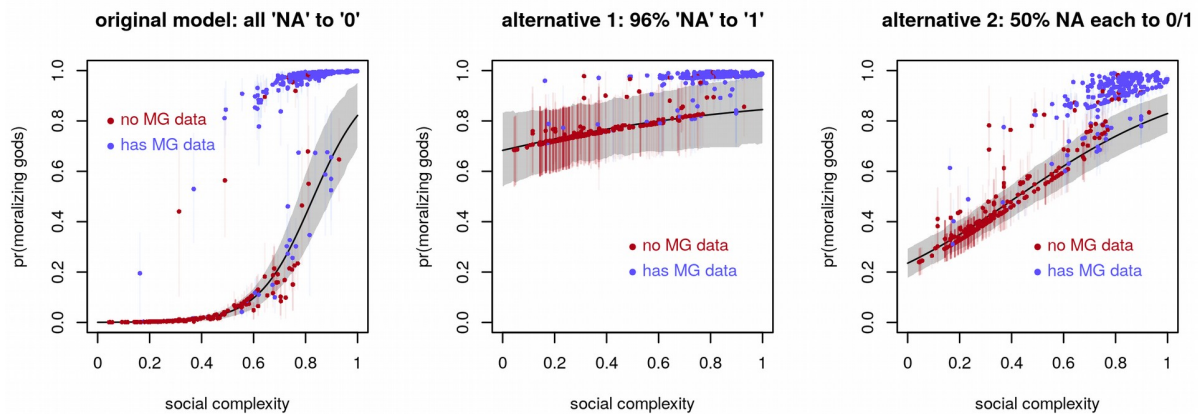 original model: all 'NA' to '0'
pr(moralizing gods)
1.0
0.8
0.6
0.4
0.2
0.0
no MG data
has MG data
0
0.2
0.4
0.6
0.8
1
social complexity
alternative 1: 96% 'NA' to '1'
pr(moralizing gods)
1.0
0.8
0.6
0.4
0.2
0.0
no MG data
has MG data
0
0.2
0.4
0.6
0.8
1
social complexity
alternative 2: 50% NA each to 0/1
pr(moralizing gods)
1.0
0.8
0.6
0.4
0.2
0.0
no MG data
has MG data
0
0.2
0.4
0.6
0.8
1
social complexity